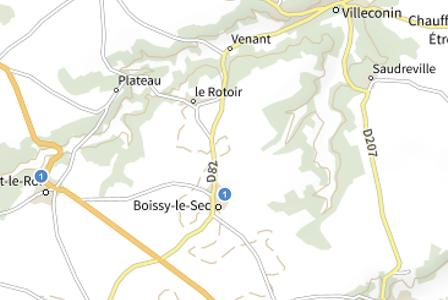 Villeconin
Chauff
Étre
Venant
Saudreville
Plateau
le Rotoir
D207
D82
1
t-le-Ro
1
Boissy-le-Sec